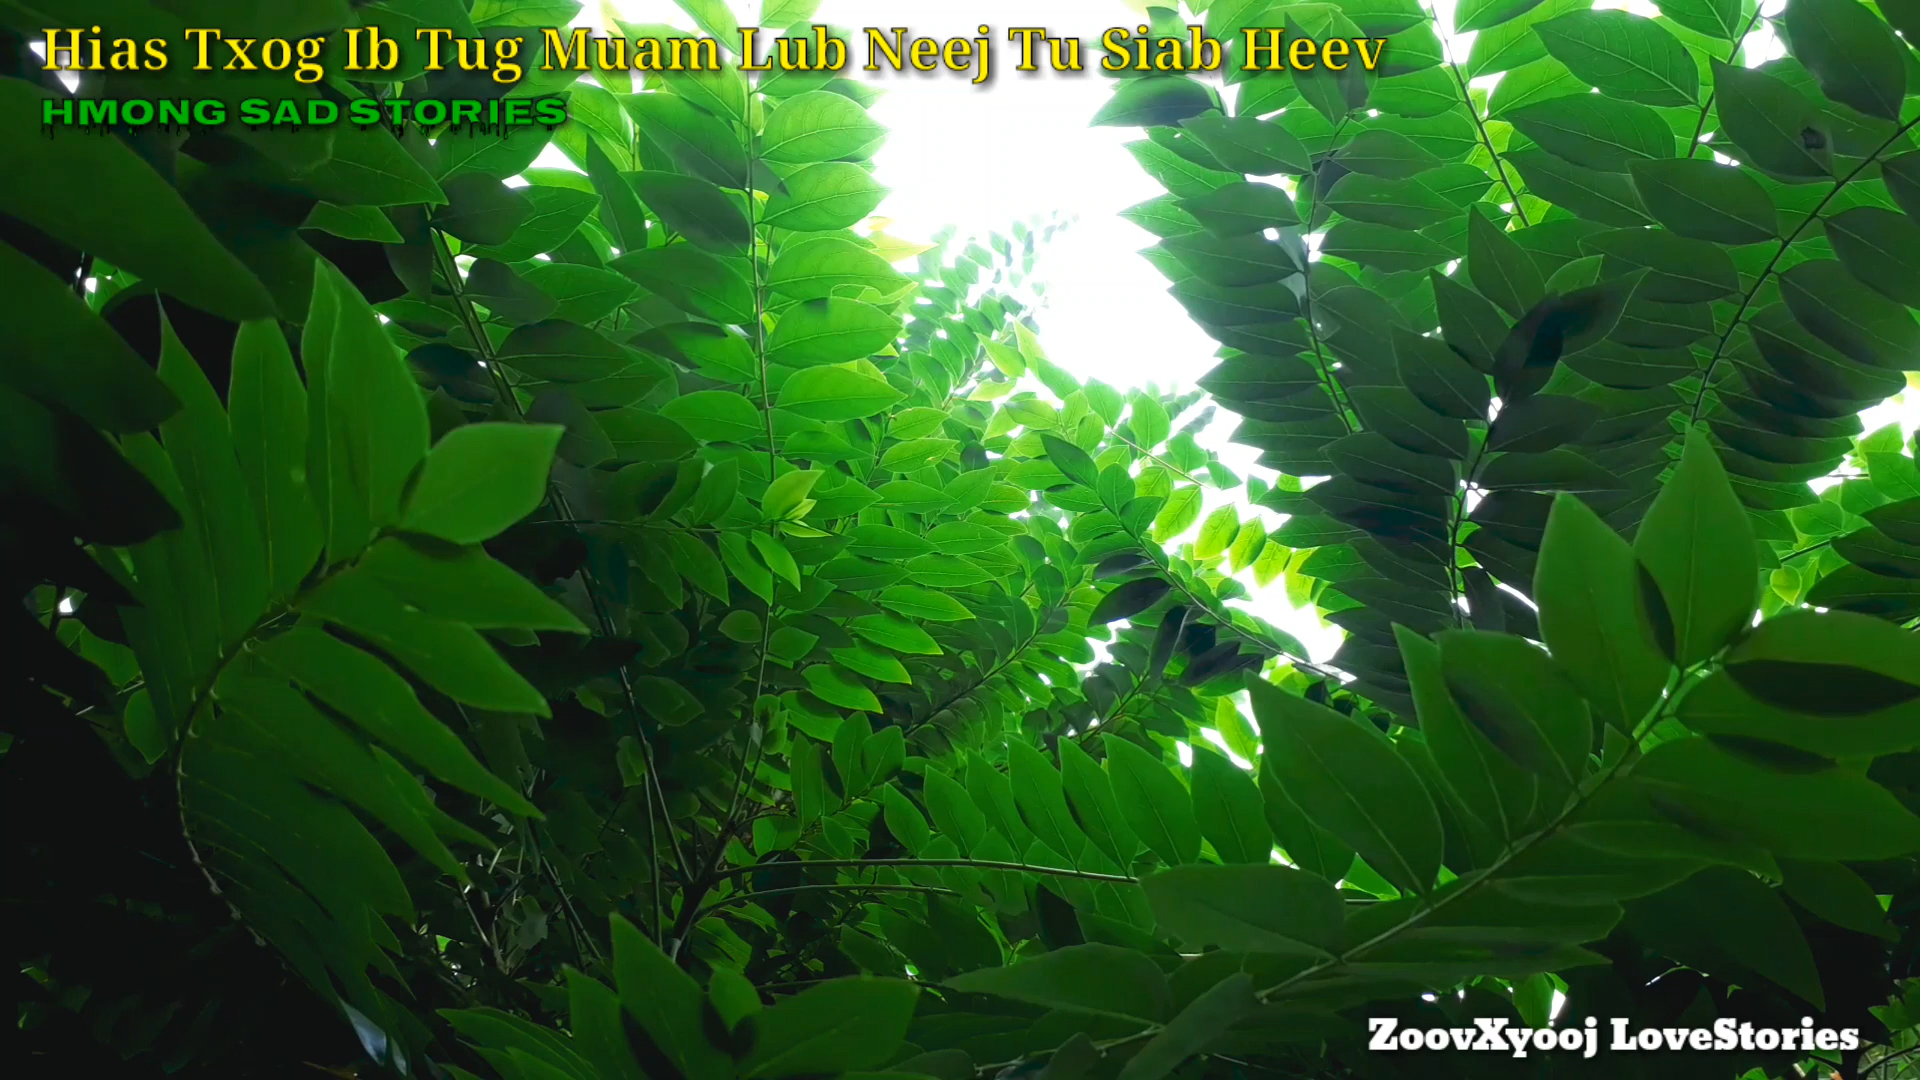 Hias Txog Ib Tug Muam Lub Neej Tu Siab Heev
HMONG SAD STORIES
ZoovXyooj LoveStories